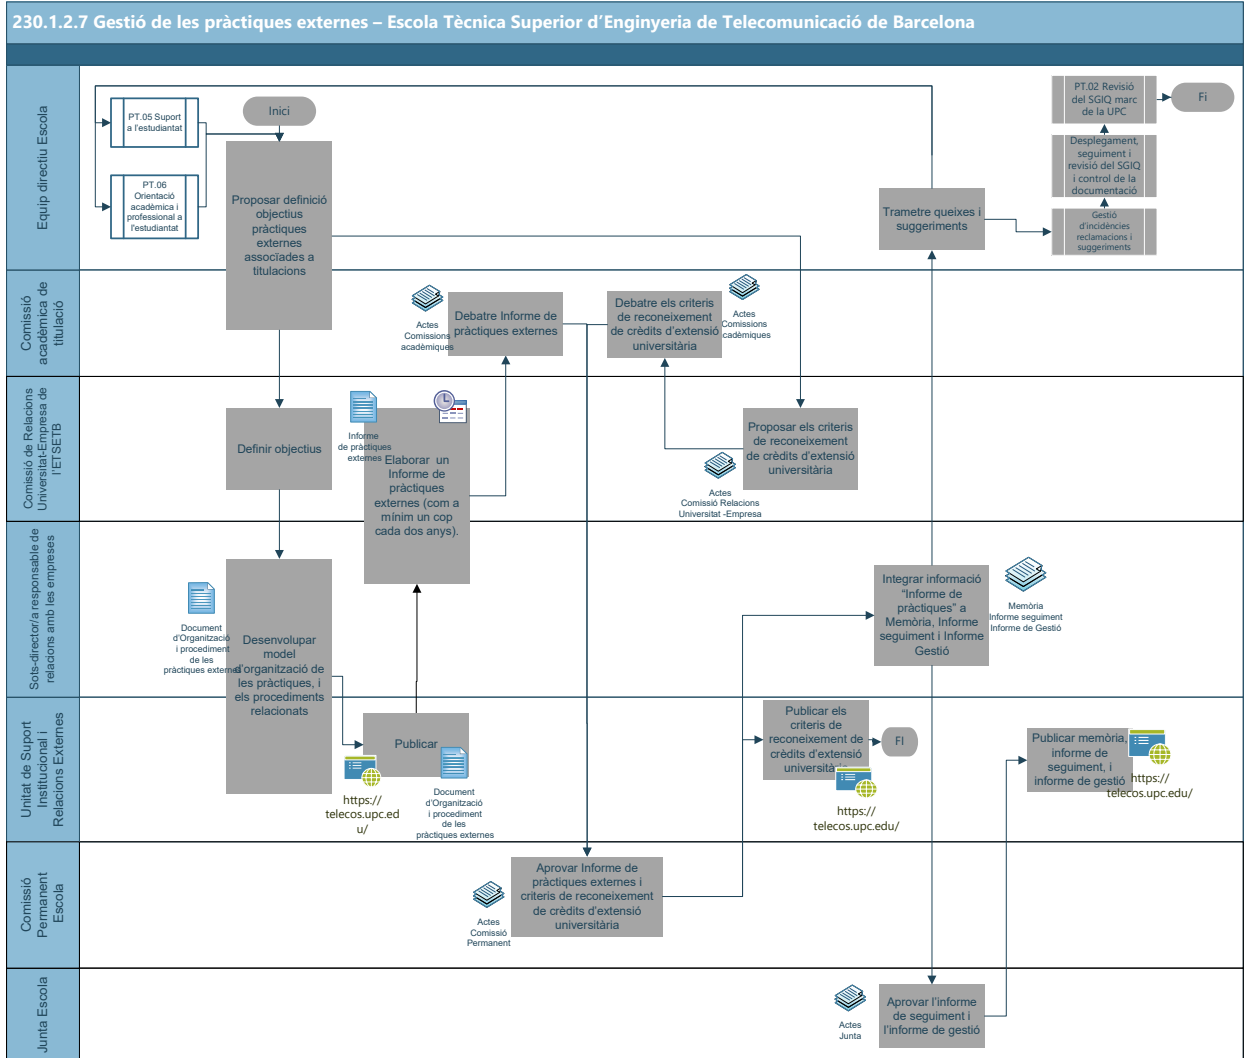 230.1.2.7 Gestió de les pràctiques externes – Escola Tècnica Superior d'Enginyeria de Telecomunicació de Barcelona
Equip directiu Escola
PT.05 Suport
a l'estudiantat
PT.06
Orientació
acadèmica i
professional a
l'estudiantat
Inici
Proposar definició
objectius
pràctiques
externes
associades a
titulacions
Trametre queixes i
suggeriments
PT.02 Revisió
del SGIQ marc
de la UPC
Fi
Desplegament,
seguiment i
revisió del SGIQ
i control de la
documentació
Gestió
d'incidències
reclamacions i
suggeriments
Comissió
acadèmica de
titulació
Actes
Comissions
acadèmiques
Debatre Informe de
pràctiques externes
Debatre els criteris
de reconeixement
de crèdits d'extensió
universitària
Actes
Comissions
cadèmiques
Comissió de Relacions
Universitat-Empresa de
l'ETSETB
Definir objectius
Informe
de pràctiques
externes
Elaborar un
Informe de
pràctiques
externes (com a
mínim un cop
cada dos anys).
Proposar els criteris
de reconeixement
de crèdits d'extensió
universitària
Actes
Comissió Relacions
Universitat -Empresa
Sots-director/a responsable de
relacions amb les empreses
Document
d'Organització
i procediment
de les
pràctiques externes
Desenvolupar
model
d'organització de
les pràctiques, i
els procediments
relacionats
Integrar informació
“Informe de
pràctiques” a
Memòria, Informe
seguiment i Informe
Gestió
Memòria
Informe seguiment
Informe de Gestió
Unitat de Suport
Institucional i
Relacions Externes
Publicar
https://
telecos.upc.ed
u/
Document
d'Organització
i procediment
de les
pràctiques externes
Publicar els
criteris de
reconeixement de
crèdits d'extensió
universitària
FI
https://
telecos.upc.edu/
Publicar memòria,
informe de
seguiment, i
informe de gestió
https://
telecos.upc.edu/
Comissió
Permanent
Escola
Actes
Comissió
Permanent
Aprovar Informe de
pràctiques externes i
criteris de reconeixement
de crèdits d'extensió
universitària
Junta Escola
Actes
Junta
Aprovar l'informe
de seguiment i
l'informe de gestió